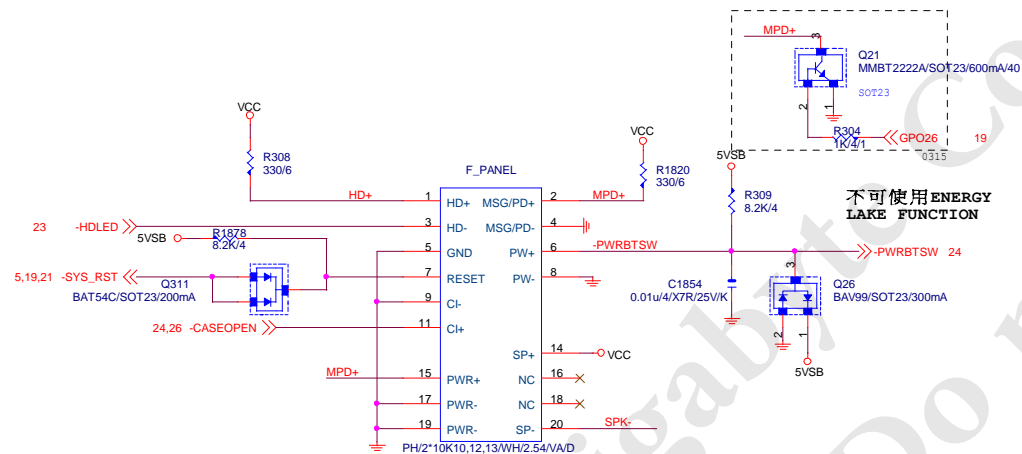 MPD+
3
Q21
MMBT2222A/SOT23/600mA/40
SOT23
2
1
R304
1K/4/1
GPO26
19
0315
VCC
R308
330/6
F_PANEL
VCC
R1820
330/6
5VSB
R309
8.2K/4
不可使用ENERGY
LAKE FUNCTION
HD+
1
HD+
MSG/PD+
2
MPD+
23
-HDLED
3
HD-
MSG/PD-
4
5VSB
R1878
8.2K/4
5
GND
PW+
6
-PWRBTSW
-PWRBTSW
24
5,19,21
-SYS_RST
Q311
BAT54C/SOT23/200mA
7
RESET
PW-
8
C1854
0.01u/4/X7R/25V/K
3
Q26
BAV99/SOT23/300mA
2
1
5VSB
9
CI-
24,26
-CASEOPEN
11
CI+
SP+
14
VCC
MPD+
15
PWR+
NC
16
17
PWR-
NC
18
19
PWR-
SP-
20
SPK-
PH/2*10K10,12,13/WH/2.54/VA/D
gabyte Co
Do n